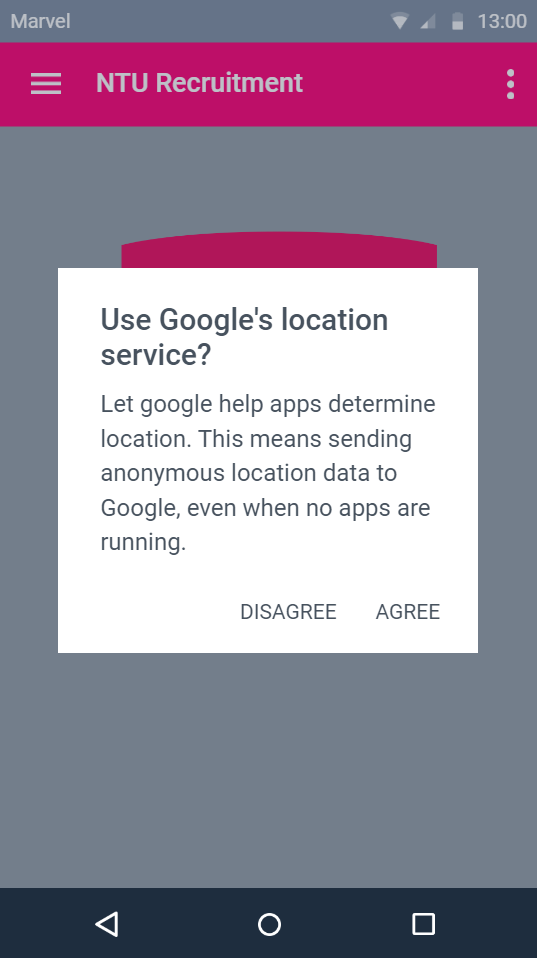 Marvel 13:00
NTU Recruitment
Use Google's location
service?
Let google help apps determine
location. This means sending
anonymous location data to
Google, even when no apps are
running.
DISAGREE AGREE